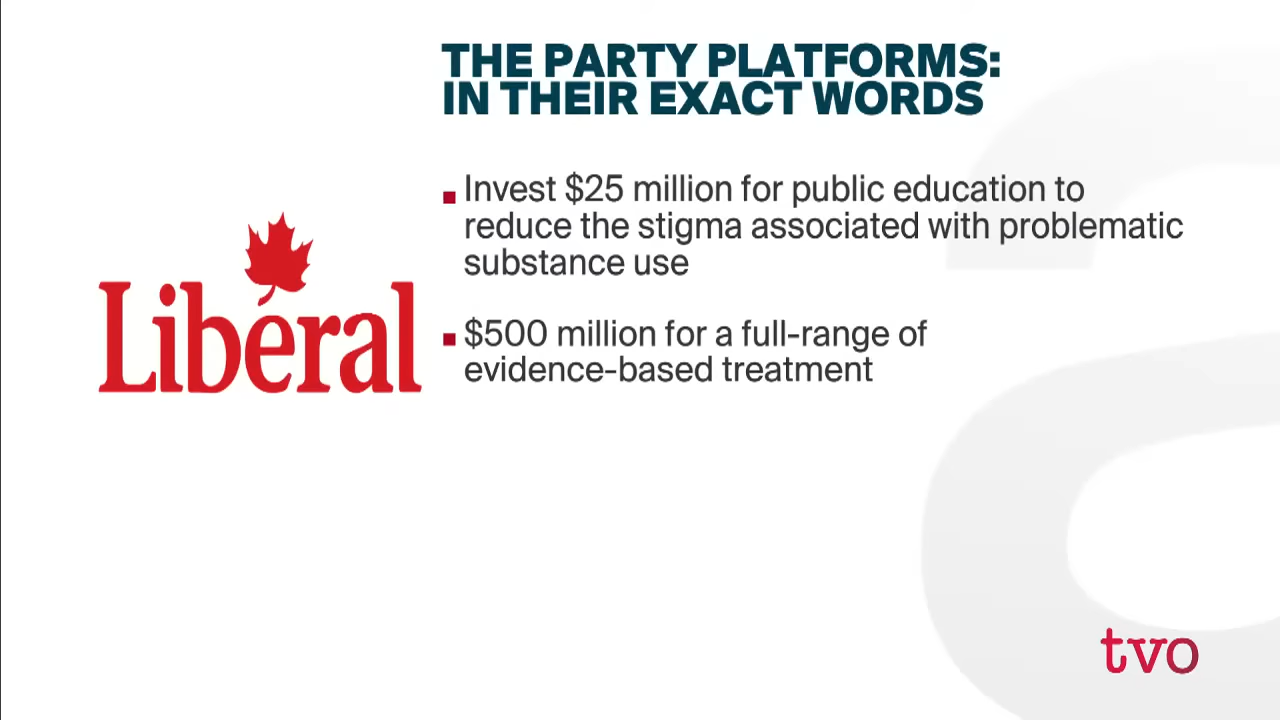 THE PARTY PLATFORMS:
IN THEIR EXACT WORDS
Invest $25 million for public education to
reduce the stigma associated with problematic
substance use
Liberal
$500 million for a full-range of
evidence-based treatment
tvo